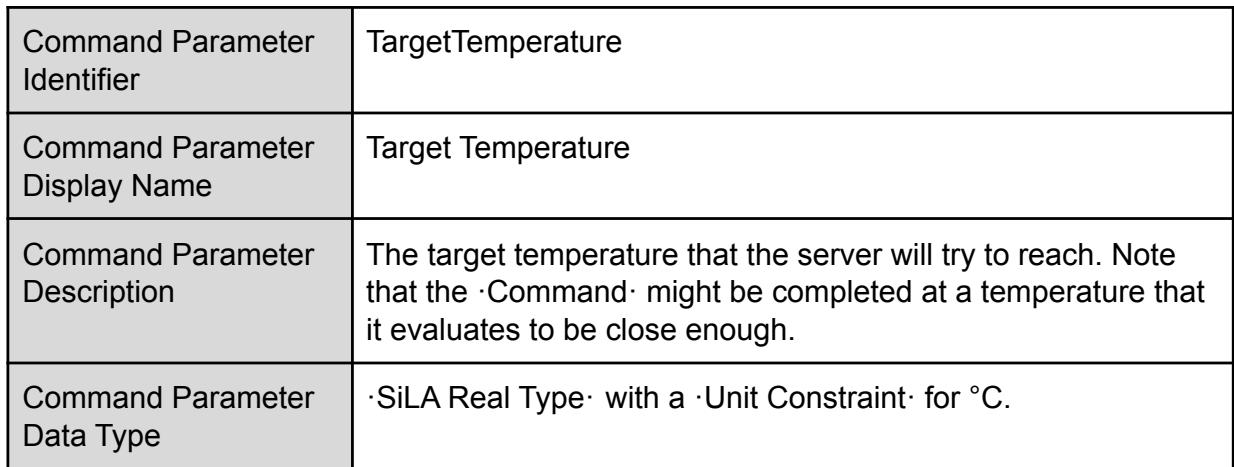 Command Parameter
Identifier
TargetTemperature
Command Parameter
Display Name
Target Temperature
Command Parameter
Description
The target temperature that the server will try to reach. Note
that the ·Command· might be completed at a temperature that
it evaluates to be close enough.
Command Parameter
Data Type
·SiLA Real Type· with a ·Unit Constraint· for °C.